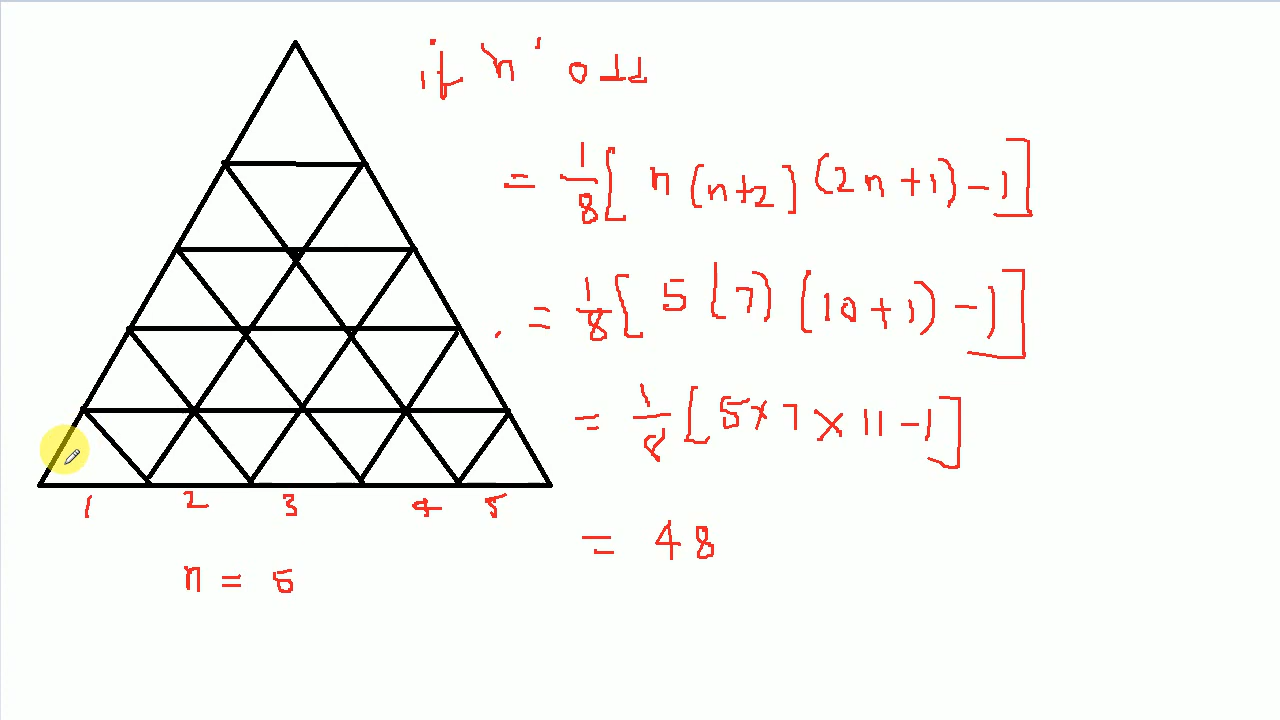 if 'n' odd
= 1/8 [ n (n+2) (2n+1) -1 ]
= 1/8 [ 5 (7) (10+1) -1 ]
= 1/8 [ 5 × 7 × 11 -1 ]
1 2 3 4 5
= 48
n = 5